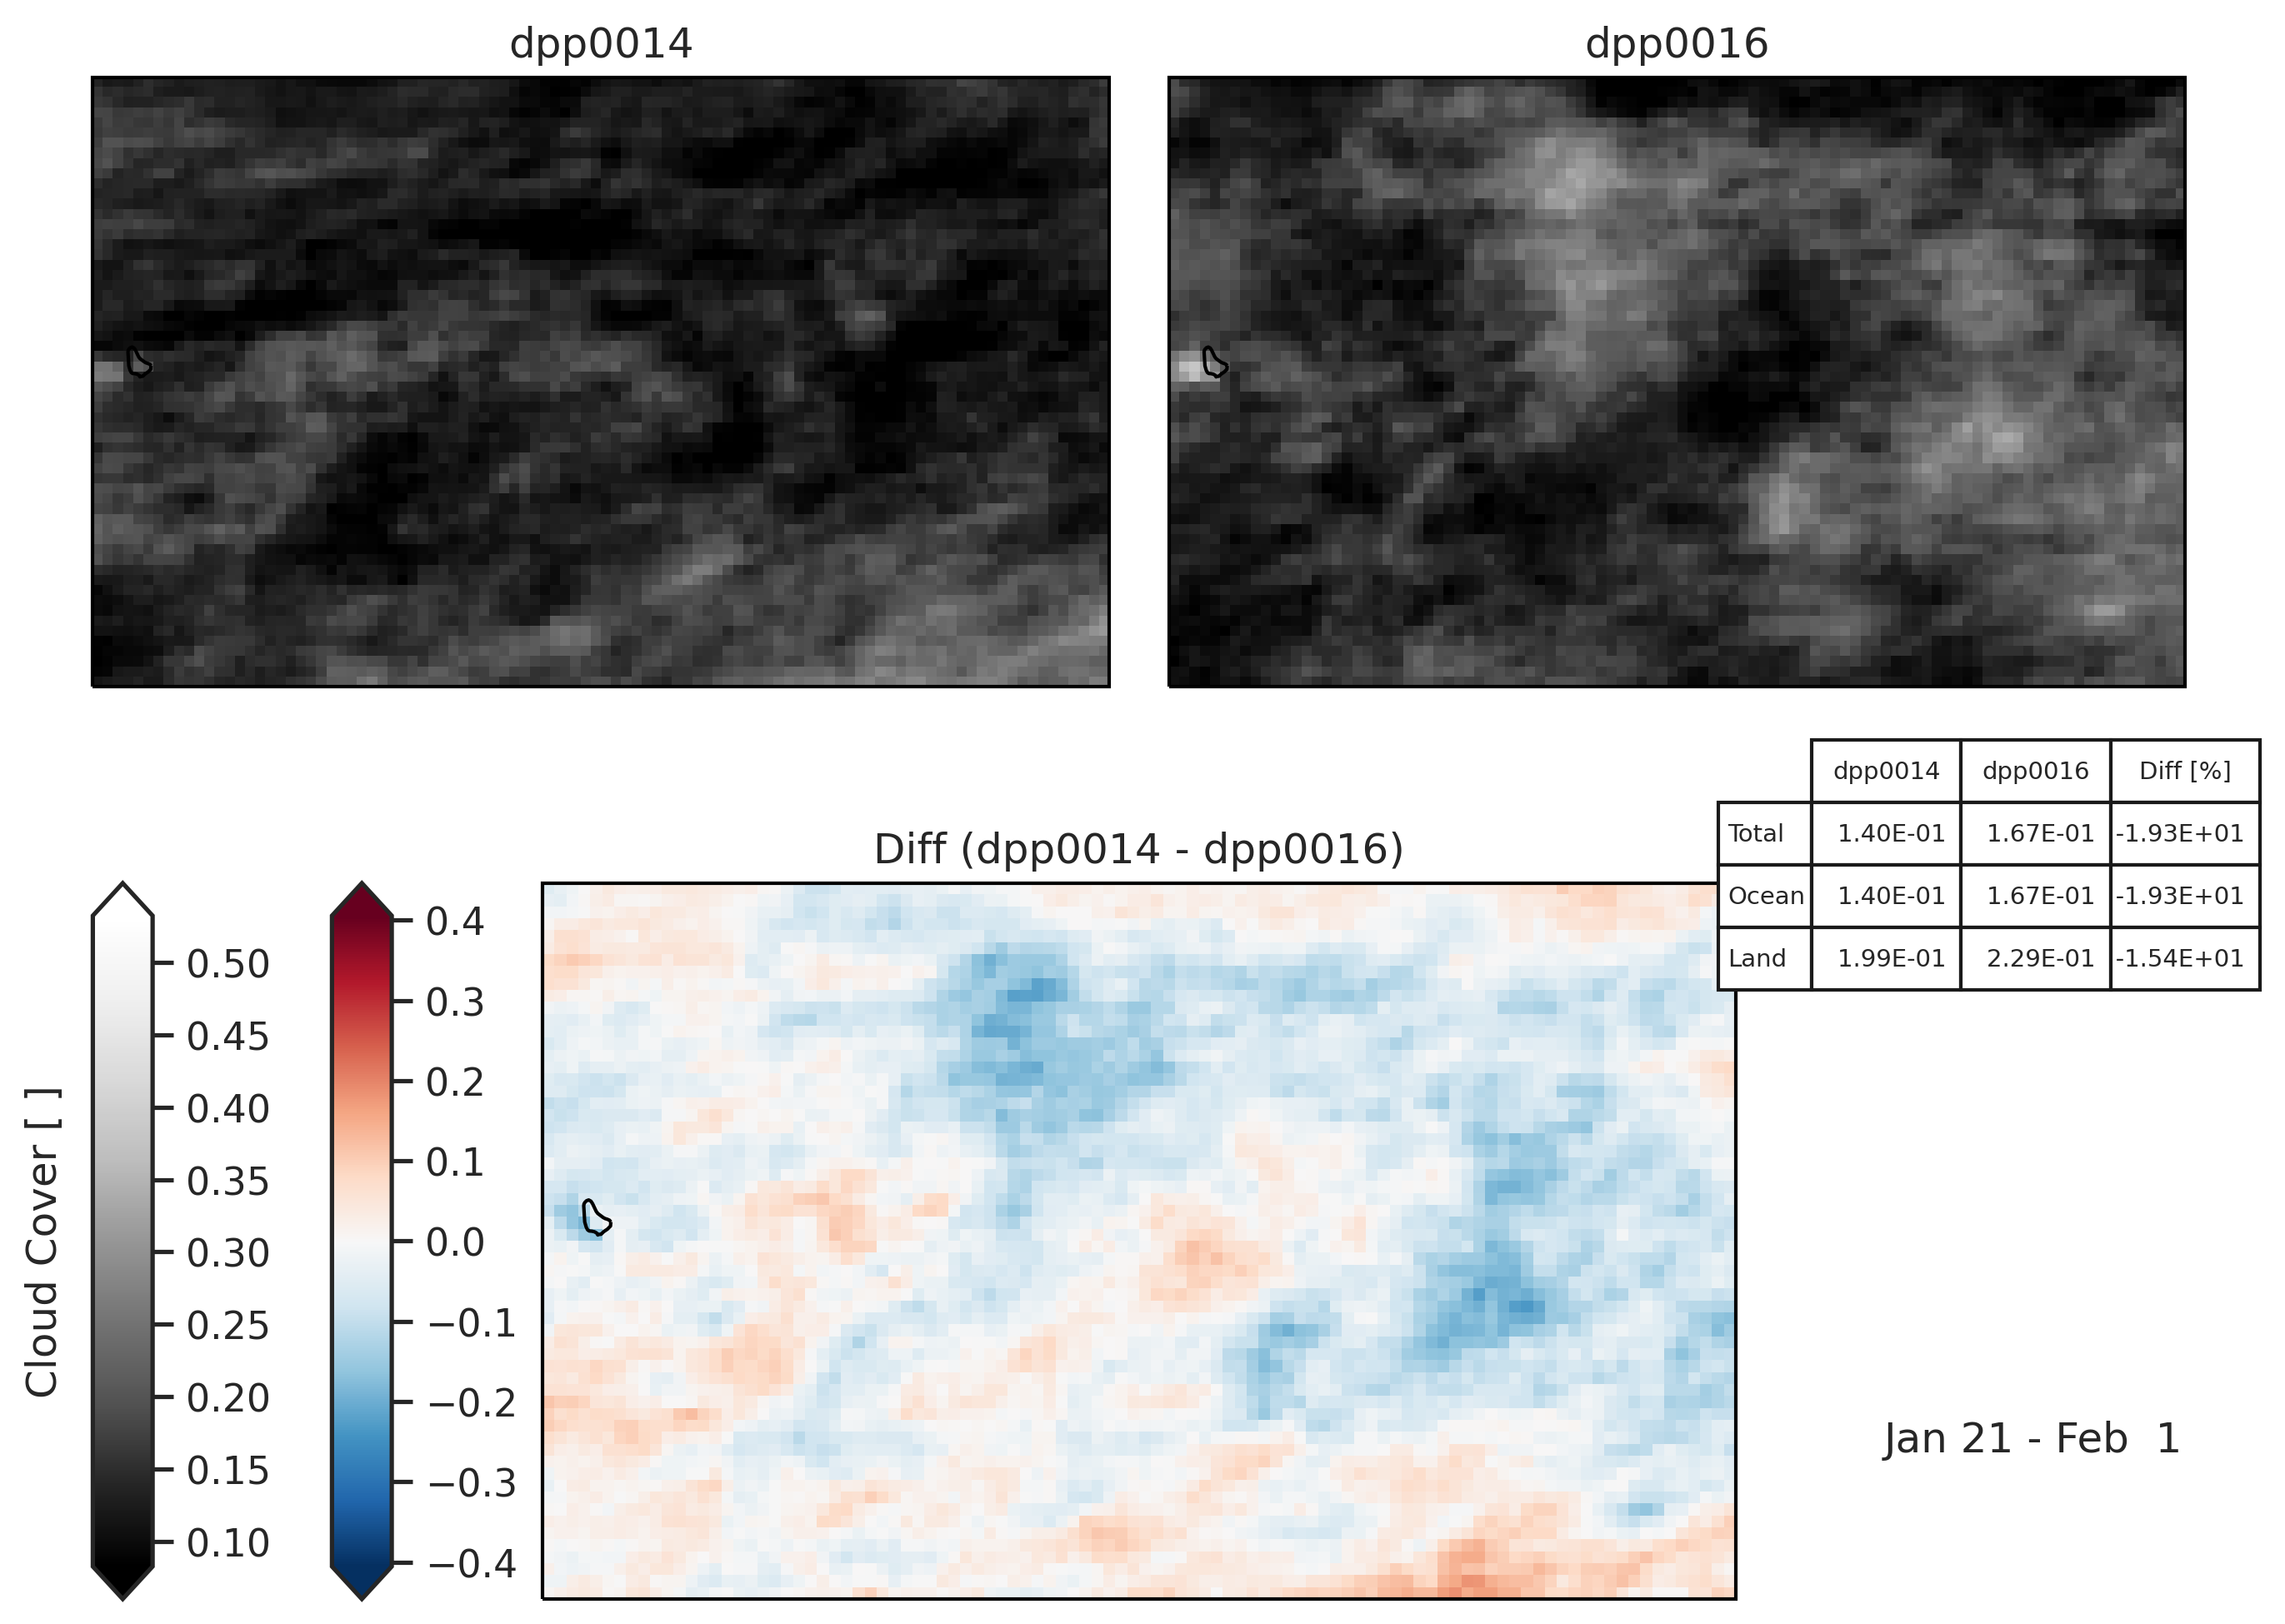 dpp0014
dpp0016
dpp0014 dpp0016 Diff [%]
Total 1.40E-01 1.67E-01 -1.93E+01
Ocean 1.40E-01 1.67E-01 -1.93E+01
Land 1.99E-01 2.29E-01 -1.54E+01
Diff (dpp0014 - dpp0016)
Cloud Cover [ ]
0.50
0.45
0.40
0.35
0.30
0.25
0.20
0.15
0.10
0.4
0.3
0.2
0.1
0.0
−0.1
−0.2
−0.3
−0.4
Jan 21 - Feb  1